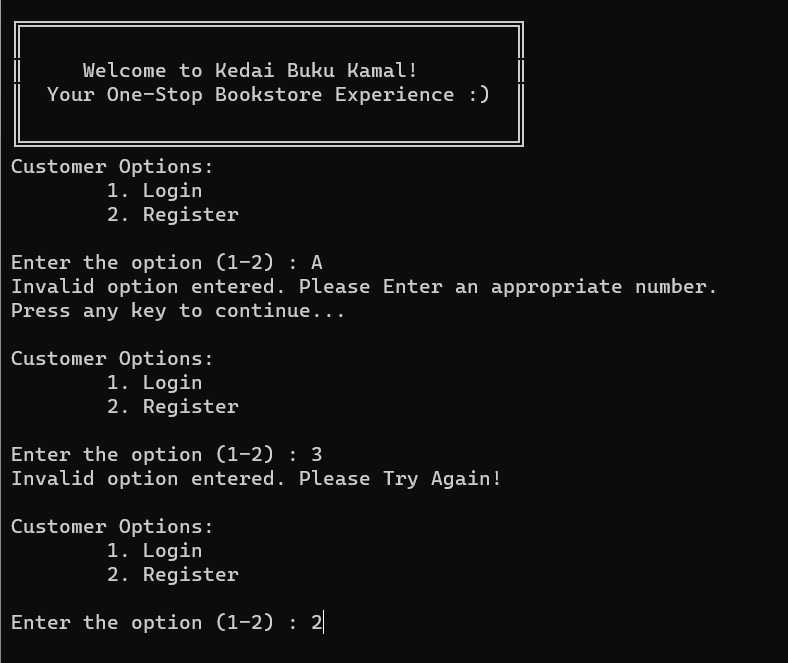 Welcome to Kedai Buku Kamal!
Your One-Stop Bookstore Experience :)
Customer Options:
1. Login
2. Register
Enter the option (1-2) : A
Invalid option entered. Please Enter an appropriate number.
Press any key to continue...
Customer Options:
1. Login
2. Register
Enter the option (1-2) : 3
Invalid option entered. Please Try Again!
Customer Options:
1. Login
2. Register
Enter the option (1-2) : 2